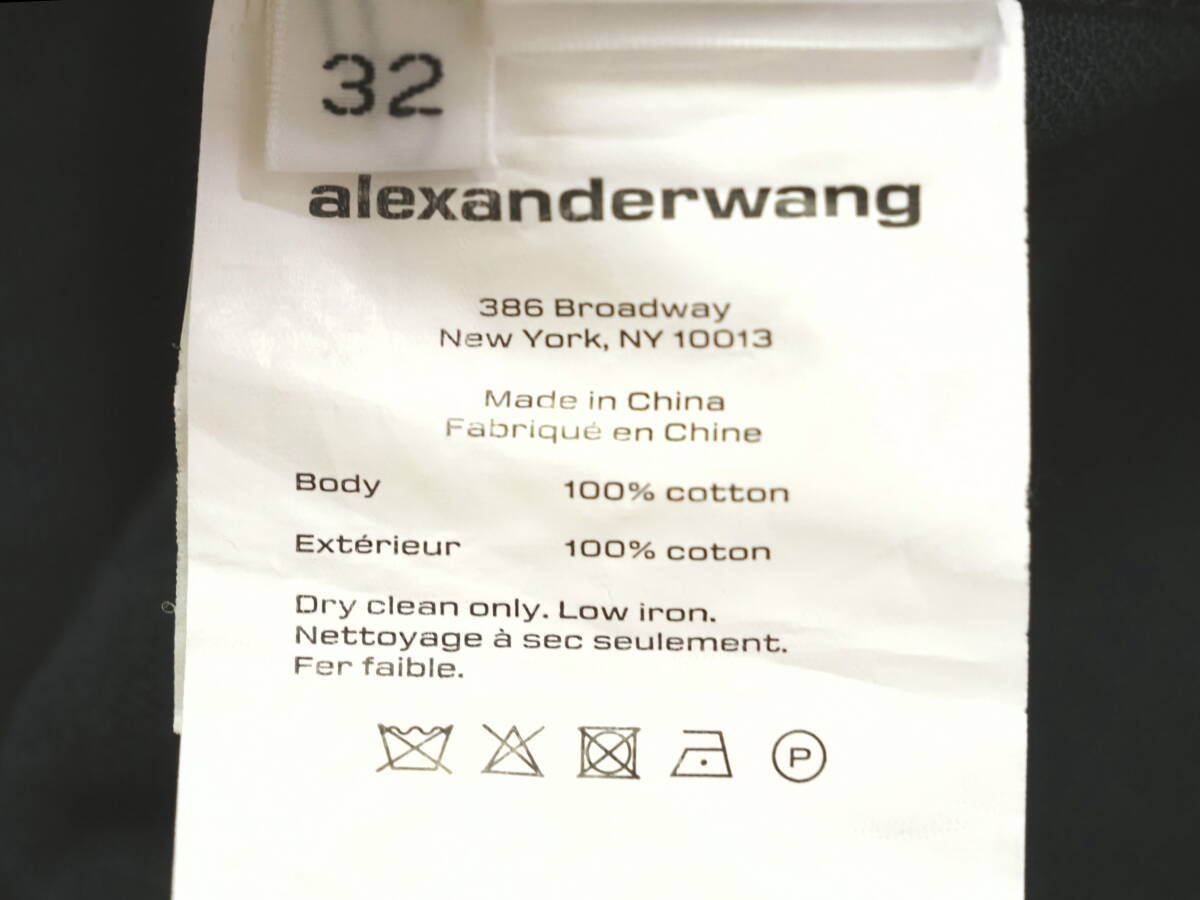 32
alexanderwang
386 Broadway
New York, NY 10013
Made in China
Fabriqué en Chine
Body 100% cotton
Extérieur 100% coton
Dry clean only. Low iron.
Nettoyage à sec seulement.
Fer faible.
P